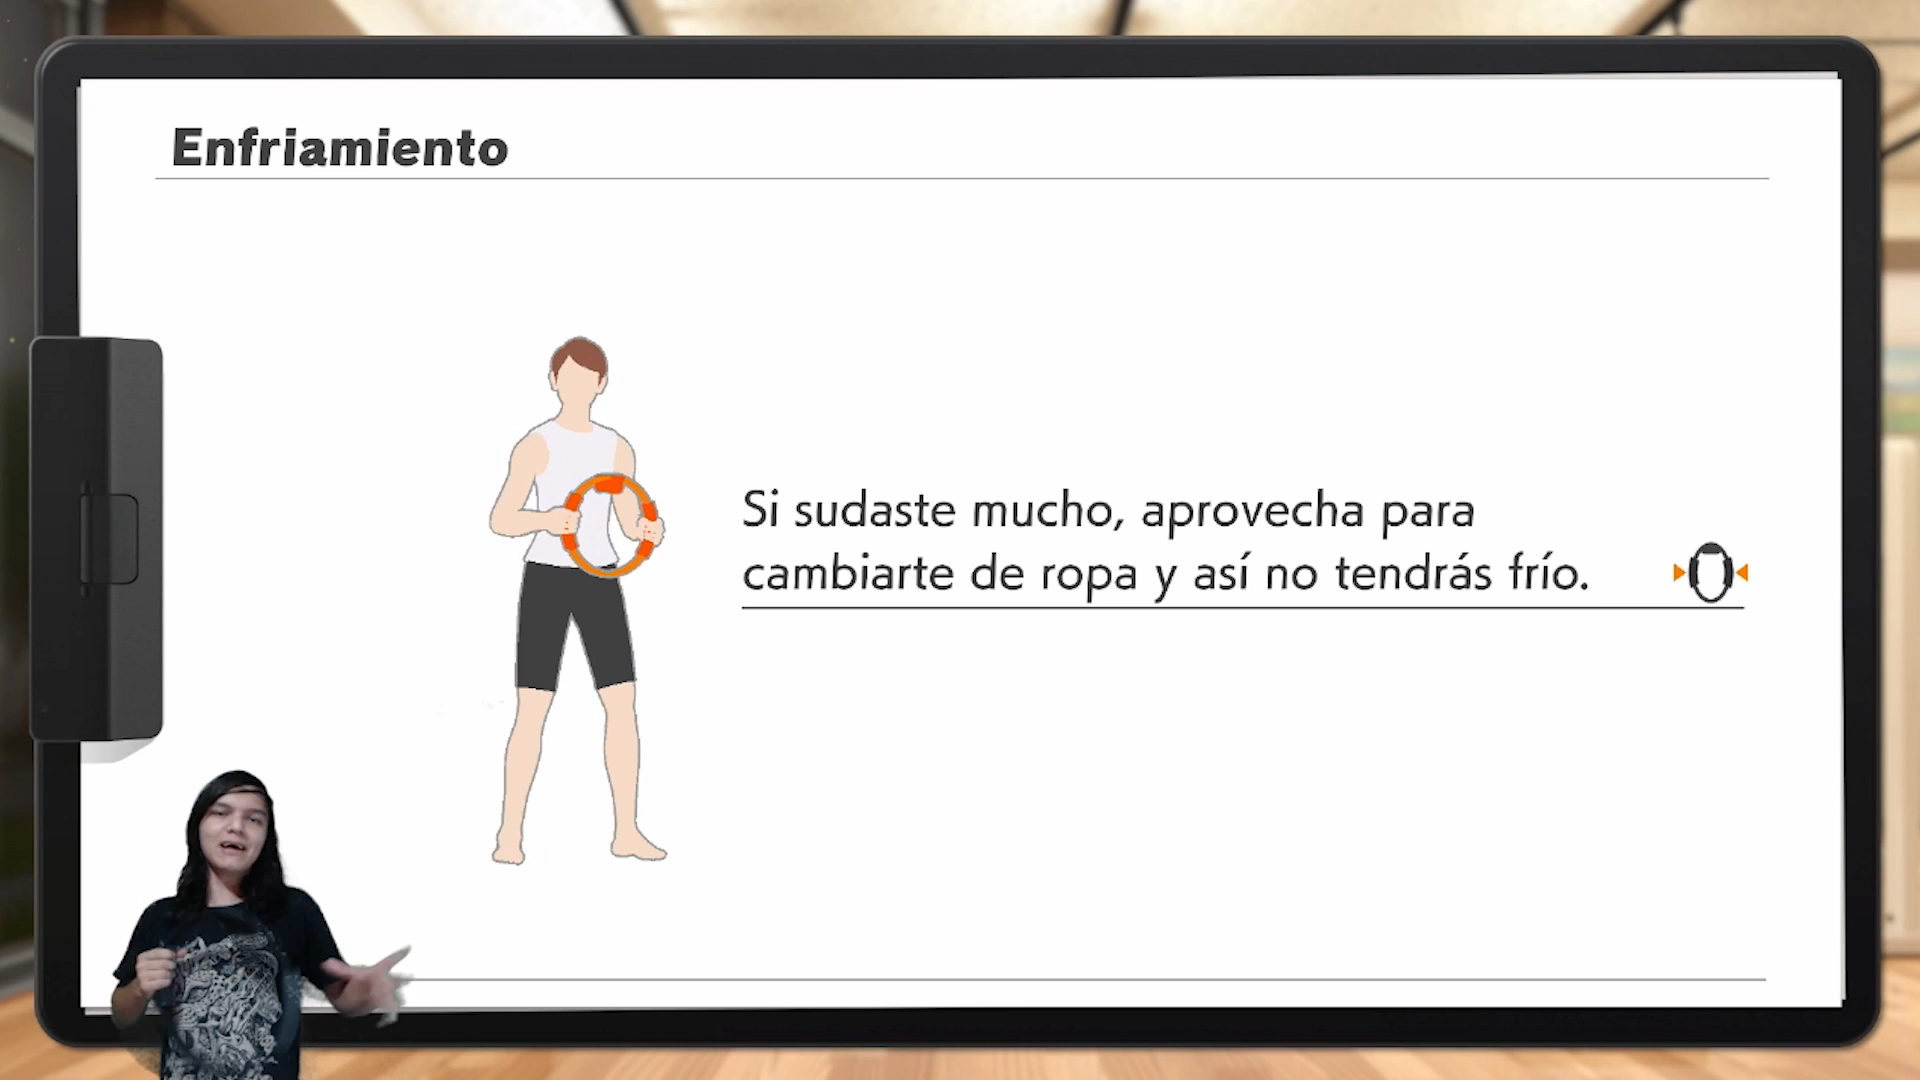 Enfriamiento
Si sudaste mucho, aprovecha para
cambiarte de ropa y así no tendrás frío.